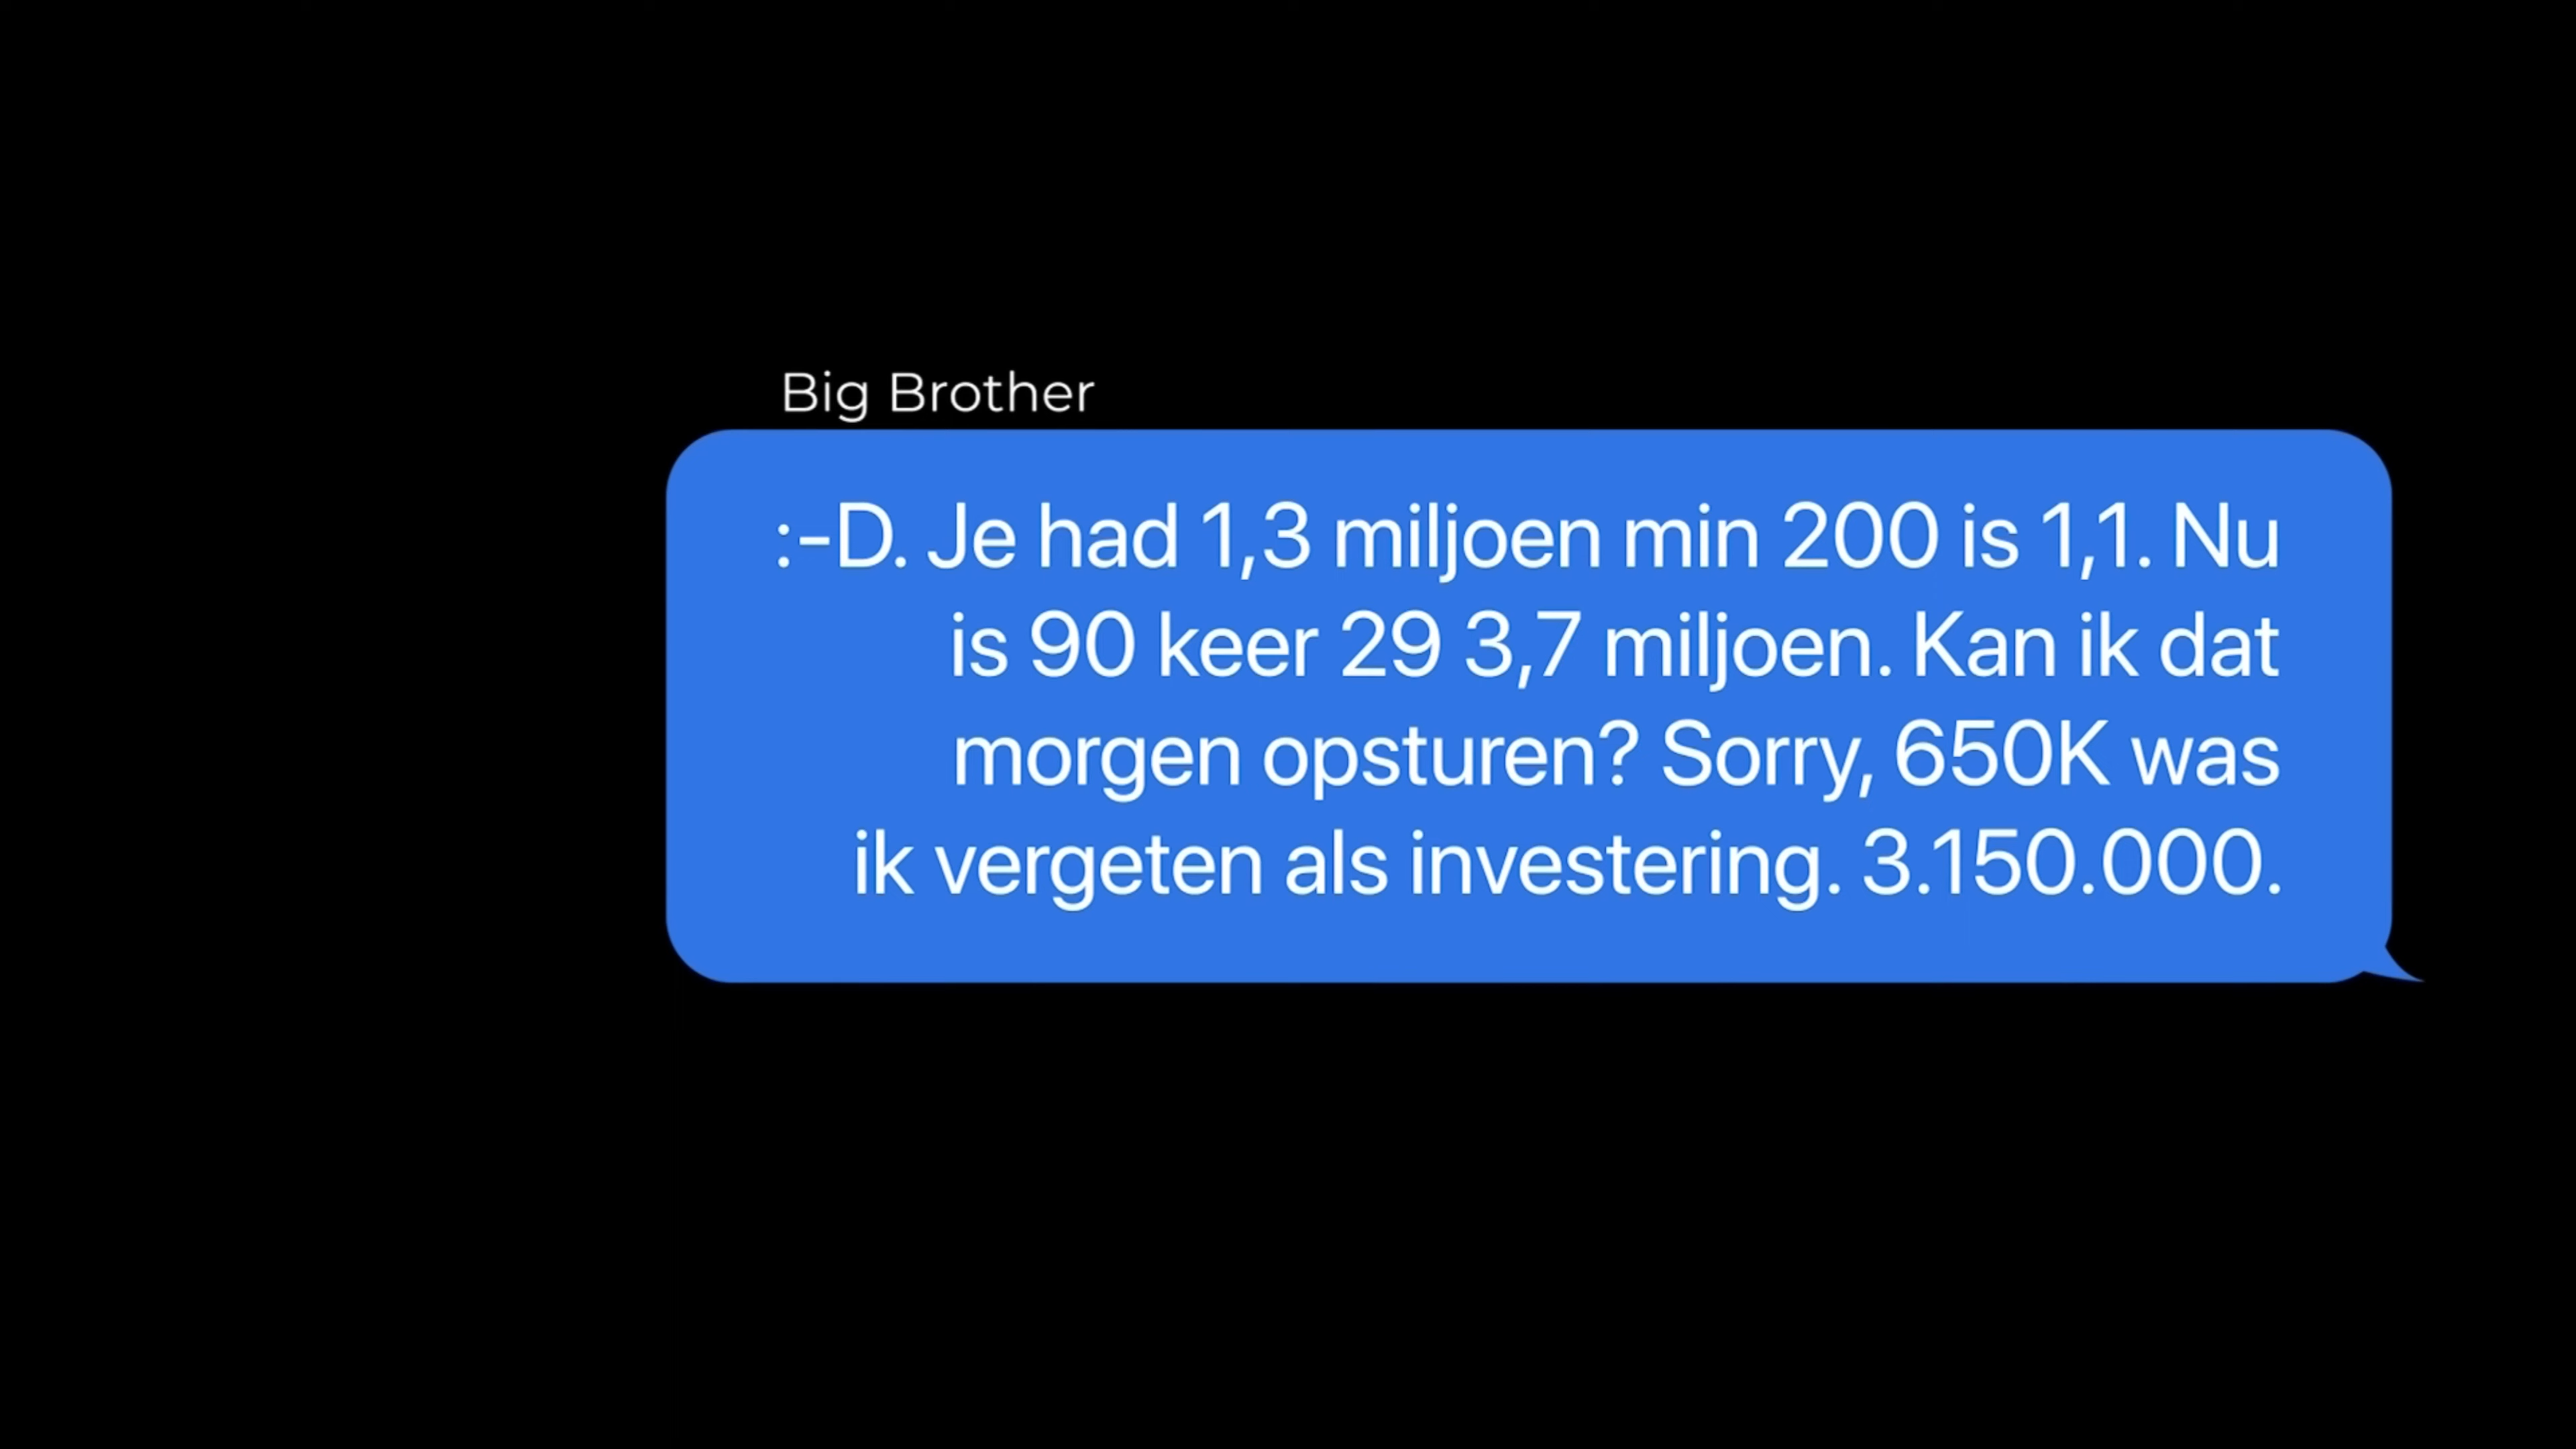 Big Brother
:-D. Je had 1,3 miljoen min 200 is 1,1. Nu
is 90 keer 29 3,7 miljoen. Kan ik dat
morgen opsturen? Sorry, 650K was
ik vergeten als investering. 3.150.000.